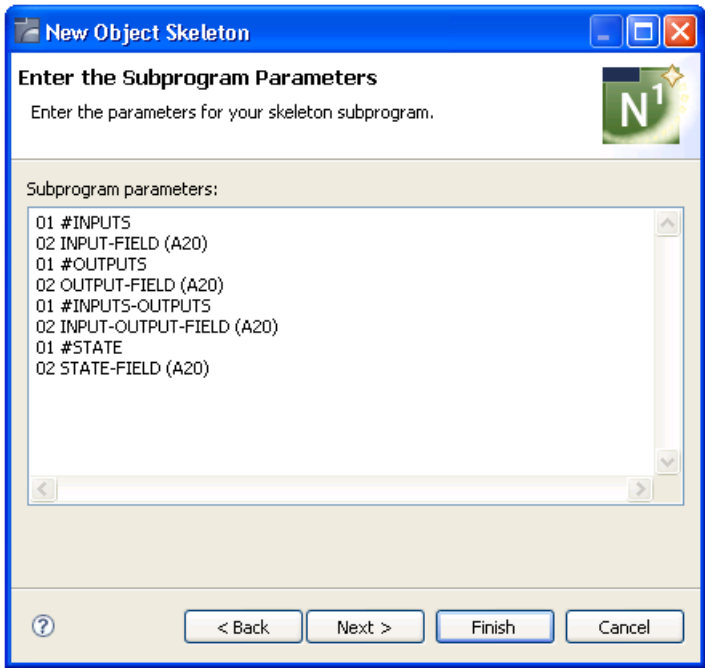 New Object Skeleton
Enter the Subprogram Parameters
Enter the parameters for your skeleton subprogram.
N1
Subprogram parameters:
01 #INPUTS
02 INPUT-FIELD (A20)
01 #OUTPUTS
02 OUTPUT-FIELD (A20)
01 #INPUTS-OUTPUTS
02 INPUT-OUTPUT-FIELD (A20)
01 #STATE
02 STATE-FIELD (A20)
? < Back Next > Finish Cancel